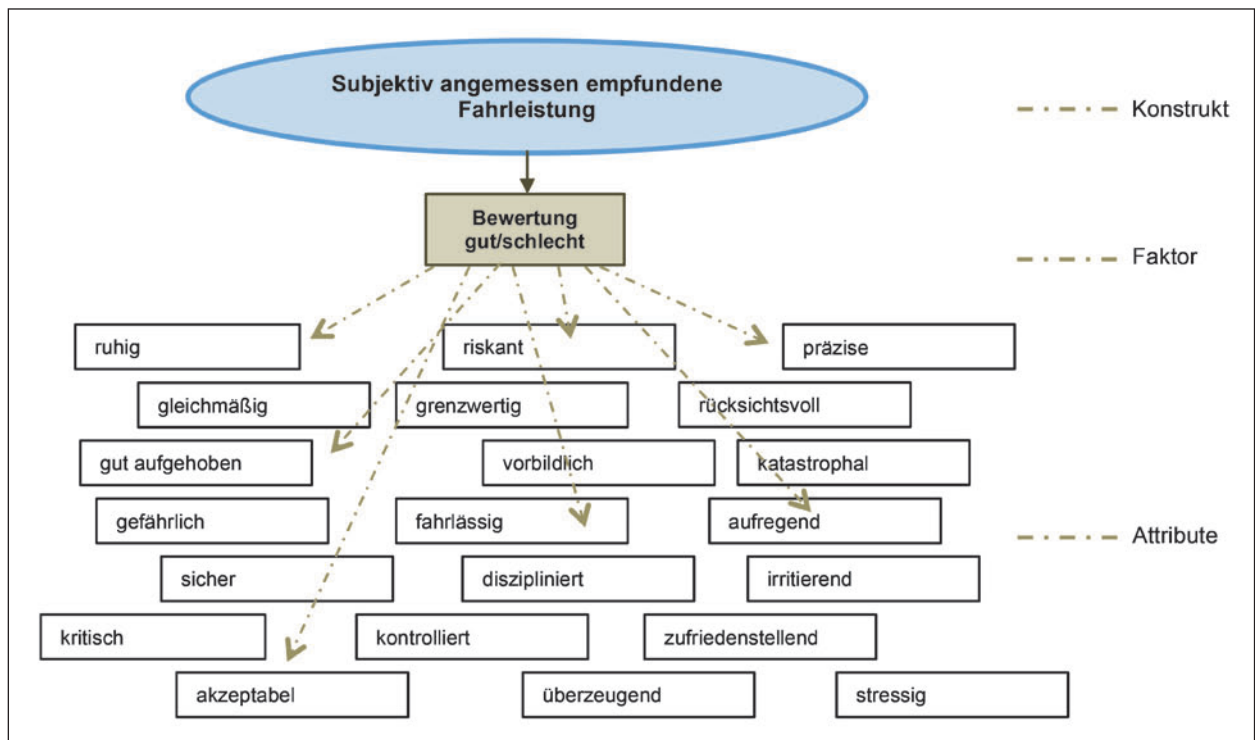 Subjektiv angemessen empfundene
Fahrleistung
Konstrukt
Bewertung
gut/schlecht
Faktor
ruhig
riskant
präzise
gleichmäßig
grenzwertig
rücksichtsvoll
gut aufgehoben
vorbildlich
katastrophal
gefährlich
fahrlässig
aufregend
Attribute
sicher
diszipliniert
irritierend
kritisch
kontrolliert
zufriedenstellend
akzeptabel
überzeugend
stressig